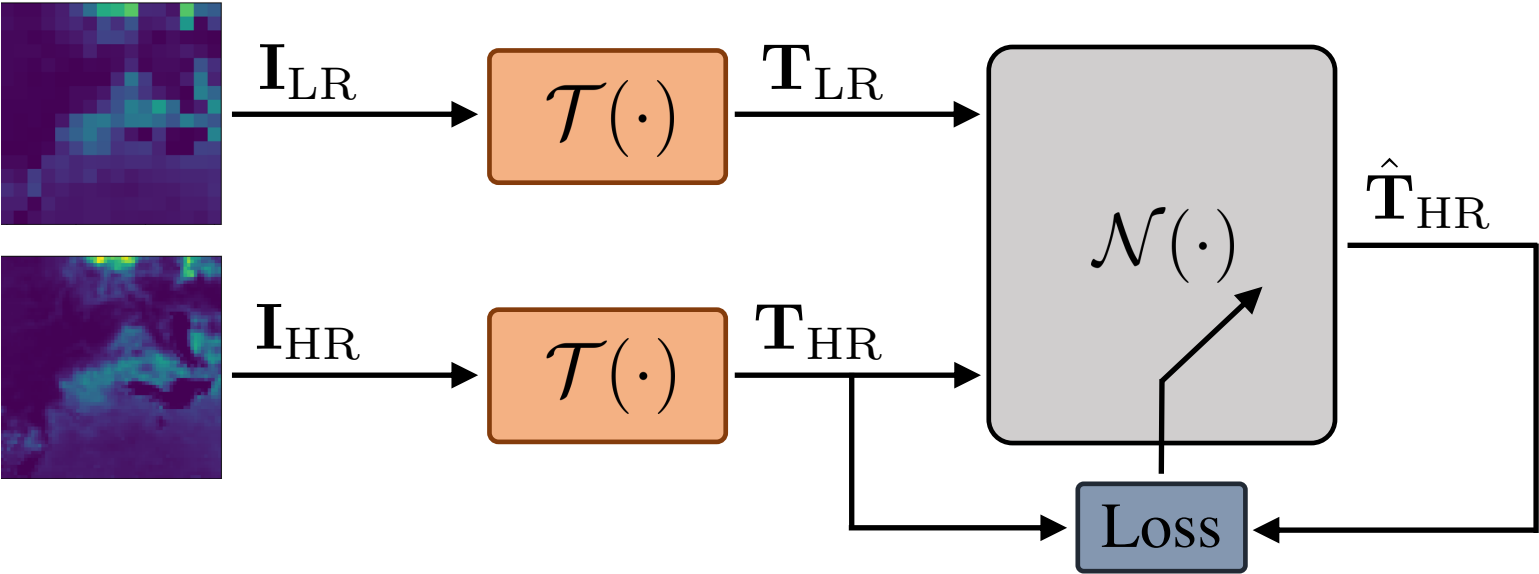 I_LR
𝒯(·)
T_LR
𝒩(·)
T̂_HR
I_HR
𝒯(·)
T_HR
Loss